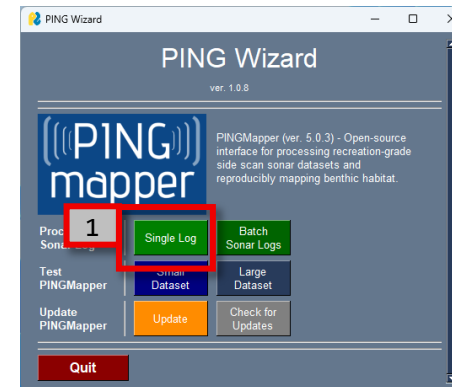 PING Wizard
PING Wizard
ver. 1.0.8
(((PING)))
mapper
PINGMapper (ver. 5.0.3) - Open-source
interface for processing recreation-grade
side scan sonar datasets and
reproducibly mapping benthic habitat.
1
Single Log
Batch
Sonar Logs
Test
PINGMapper
Small
Dataset
Large
Dataset
Update
PINGMapper
Update
Check for
Updates
Quit